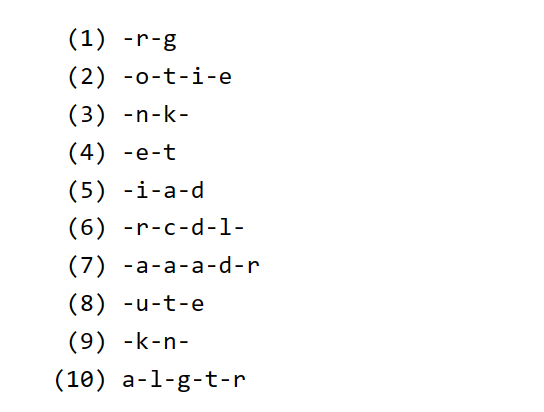 (1) -r-g
(2) -o-t-i-e
(3) -n-k-
(4) -e-t
(5) -i-a-d
(6) -r-c-d-l-
(7) -a-a-a-d-r
(8) -u-t-e
(9) -k-n-
(10) a-l-g-t-r